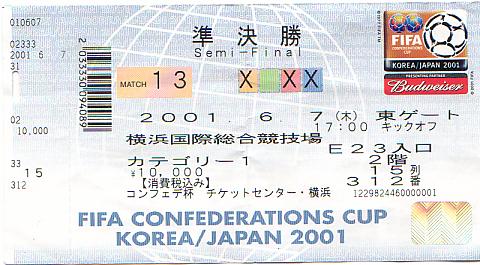 010607
02333
2001 6 7
31
02
10,000
33
15
312
2 033330 094089
準決勝
Semi-Final
MATCH 13
X XX
2001. 6. 7(木) 東ゲート
17:00 キックオフ
横浜国際総合競技場 E23入口
カテゴリー1 2階
¥10,000 15列
【消費税込み】 312番
コンフェデ杯 チケットセンター・横浜 1229824460000001
FIFA CONFEDERATIONS CUP
KOREA/JAPAN 2001
FIFA
CONFEDERATIONS
CUP
KOREA/JAPAN 2001
PRESENTING PARTNER
Budweiser